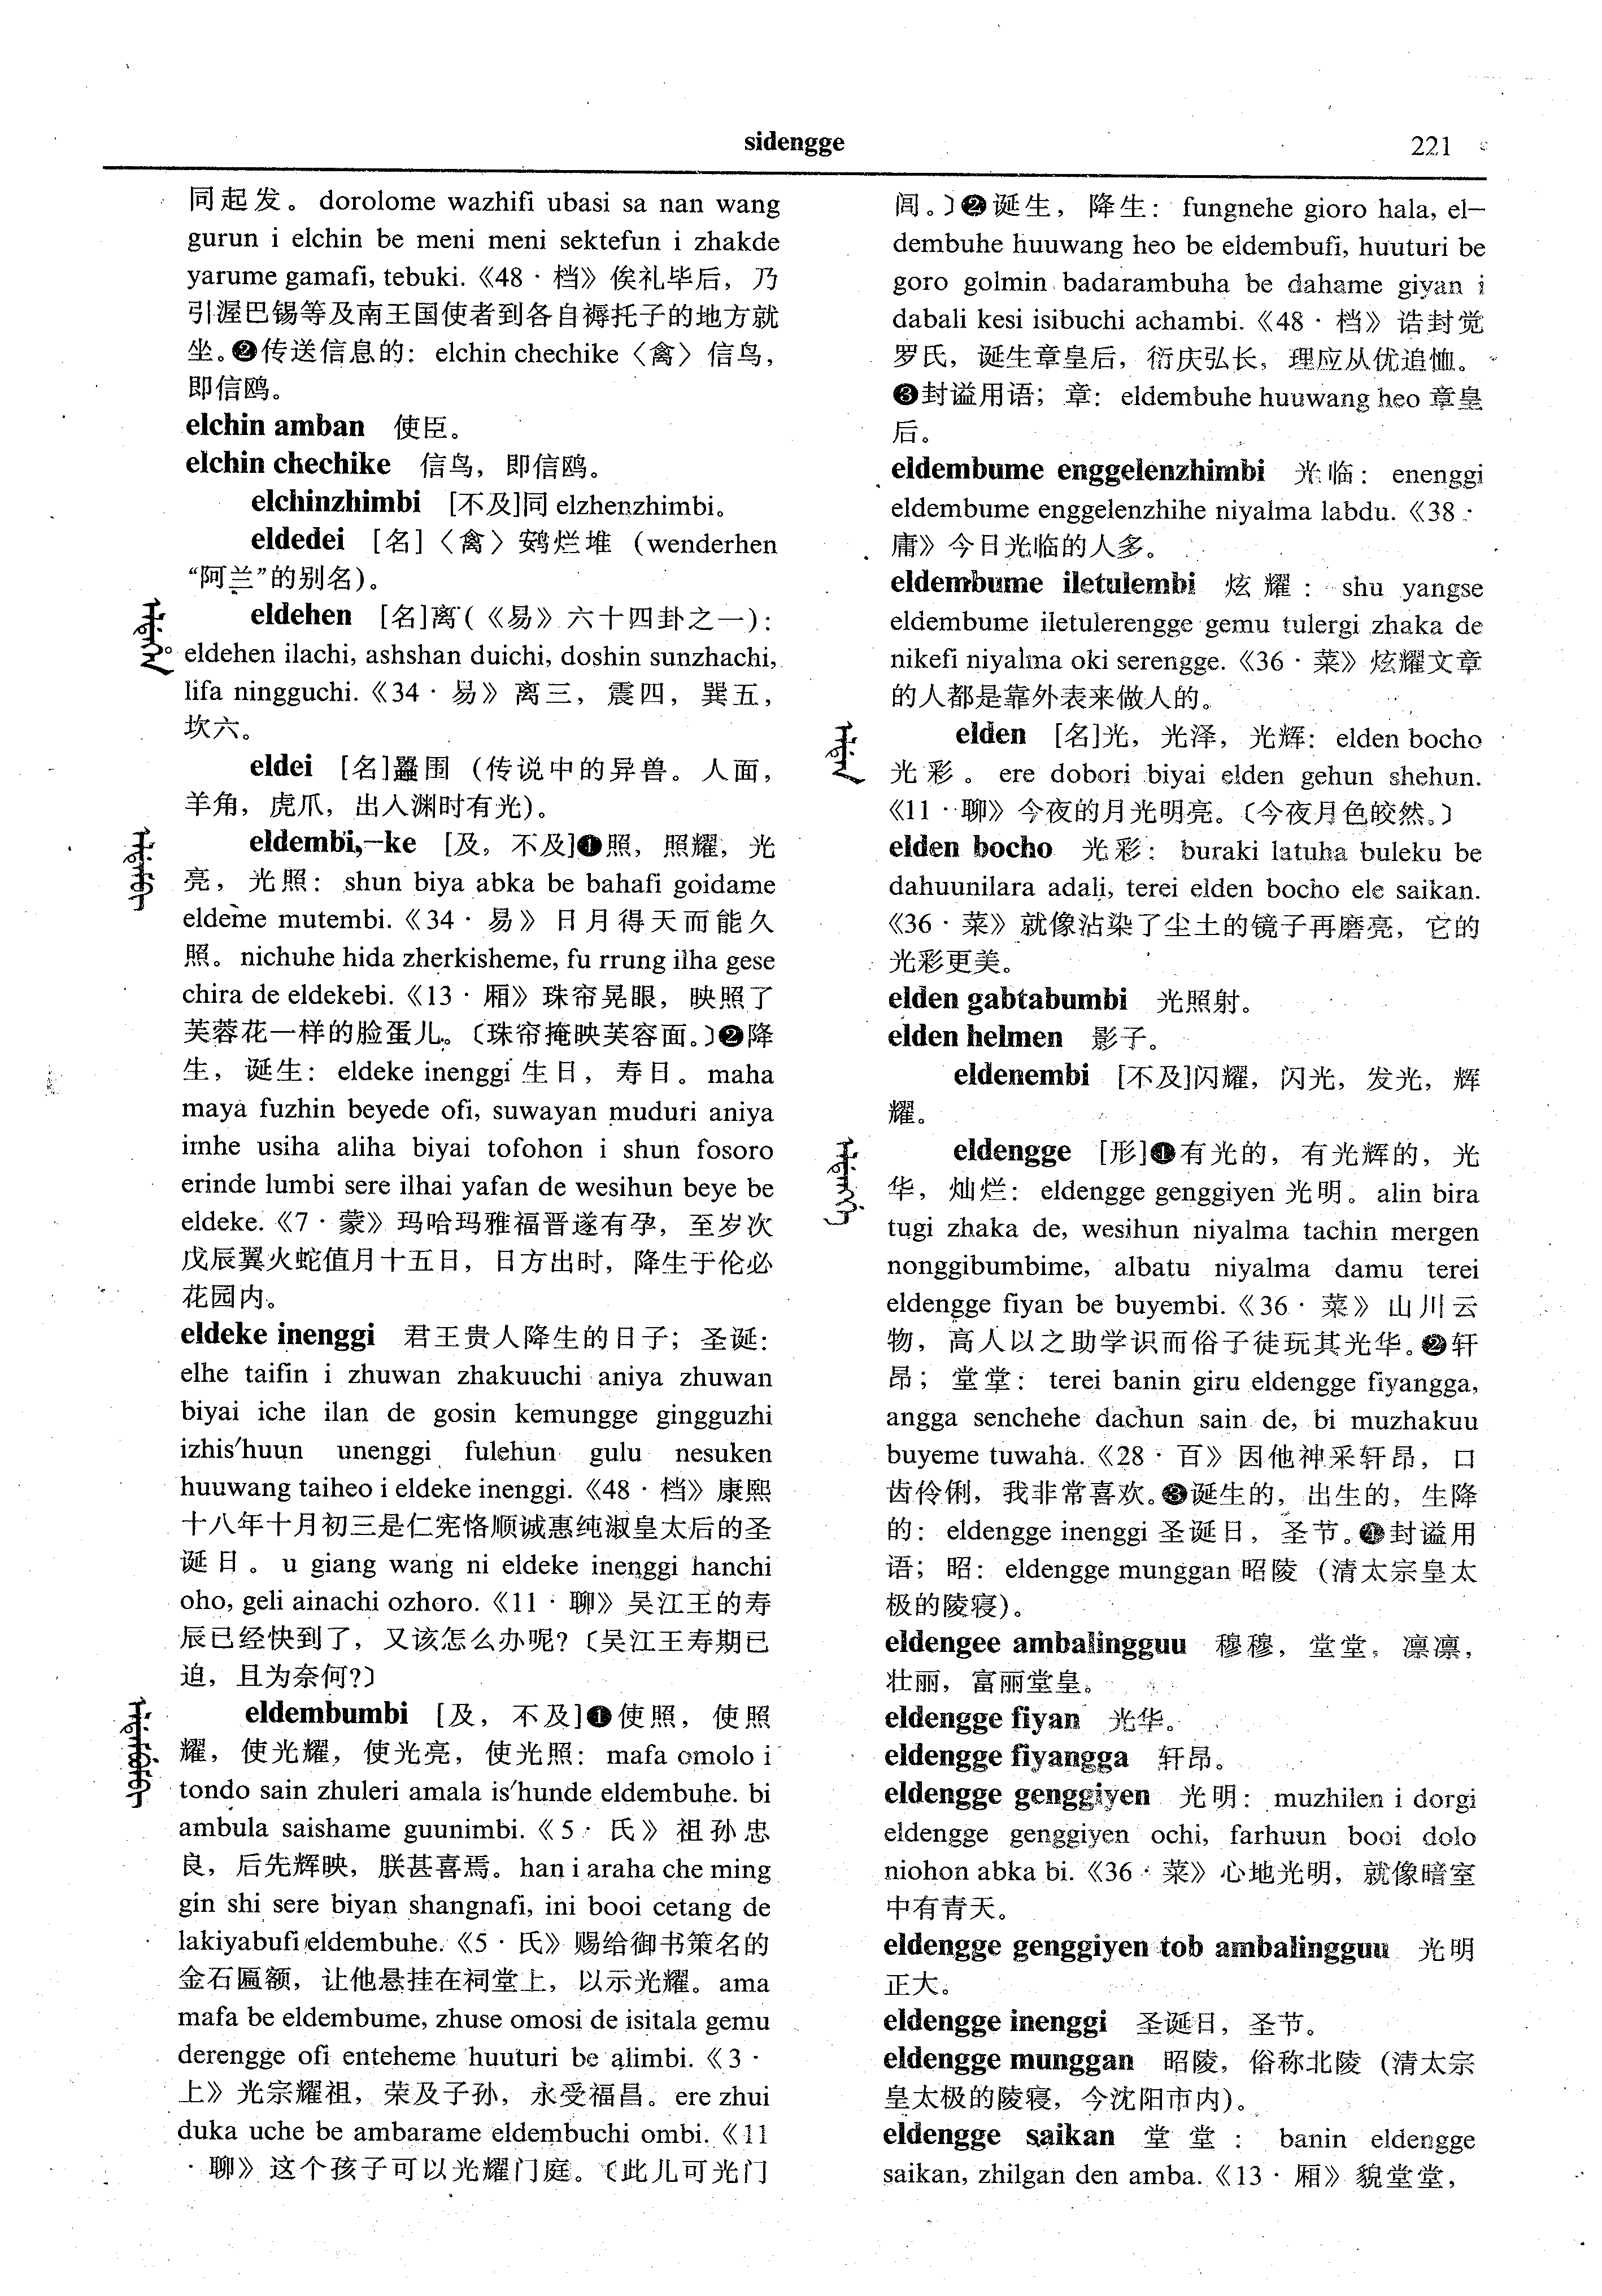 sidengge
221
同起发。dorolome wazhifi ubasi sa nan wang
gurun i elchin be meni meni sektefun i zhakde
yarume gamafi, tebuki.《48·档》俟礼毕后，乃
引渥巴锡等及南王国使者到各自褥托子的地方就
坐。❷传送信息的：elchin chechike〈禽〉信鸟，
即信鸥。
elchin amban 使臣。
elchin chechike 信鸟，即信鸥。
elchinzhimbi [不及]同 elzhenzhimbi。
eldedei [名]〈禽〉鴳烂堆（wenderhen
“阿兰”的别名）。
eldehen [名]离(《易》六十四卦之一)：
eldehen ilachi, ashshan duichi, doshin sunzhachi,
lifa ningguchi.《34·易》离三，震四，巽五，
坎六。
eldei [名]鼍围（传说中的异兽。人面，
羊角，虎爪，出入渊时有光）。
eldembi,-ke [及，不及]❶照，照耀，光
亮，光照：shun biya abka be bahafi goidame
eldeme mutembi.《34·易》日月得天而能久
照。nichuhe hida zherkisheme, fu rrung ilha gese
chira de eldekebi.《13·厢》珠帘晃眼，映照了
芙蓉花一样的脸蛋儿。〔珠帘掩映芙容面。〕❷降
生，诞生：eldeke inenggi 生日，寿日。maha
maya fuzhin beyede ofi, suwayan muduri aniya
imhe usiha aliha biyai tofohon i shun fosoro
erinde lumbi sere ilhai yafan de wesihun beye be
eldeke.《7·蒙》玛哈玛雅福晋遂有孕，至岁次
戊辰翼火蛇值月十五日，日方出时，降生于伦必
花园内。
eldeke inenggi 君王贵人降生的日子；圣诞：
elhe taifin i zhuwan zhakuuchi aniya zhuwan
biyai iche ilan de gosin kemungge gingguzhi
izhis′huun unenggi fulehun gulu nesuken
huuwang taiheo i eldeke inenggi.《48·档》康熙
十八年十月初三是仁宪恪顺诚惠纯淑皇太后的圣
诞日。u giang wang ni eldeke inenggi hanchi
oho, geli ainachi ozhoro.《11·聊》吴江王的寿
辰已经快到了，又该怎么办呢？〔吴江王寿期已
迫，且为奈何?〕
eldembumbi [及，不及]❶使照，使照
耀，使光耀，使光亮，使光照：mafa omolo i
tondo sain zhuleri amala is′hunde eldembuhe. bi
ambula saishame guunimbi.《5·氏》祖孙忠
良，后先辉映，朕甚喜焉。han i araha che ming
gin shi sere biyan shangnafi, ini booi cetang de
lakiyabufi eldembuhe.《5·氏》赐给御书策名的
金石匾额，让他悬挂在祠堂上，以示光耀。ama
mafa be eldembume, zhuse omosi de isitala gemu
derengge ofi enteheme huuturi be alimbi.《3·
上》光宗耀祖，荣及子孙，永受福昌。ere zhui
duka uche be ambarame eldembuchi ombi.《11
·聊》这个孩子可以光耀门庭。〔此儿可光门
闾。〕❷诞生，降生：fungnehe gioro hala, el-
dembuhe huuwang heo be eldembufi, huuturi be
goro golmin badarambuha be dahame giyan i
dabali kesi isibuchi achambi.《48·档》诰封觉
罗氏，诞生章皇后，衍庆弘长，理应从优追恤。
❸封谥用语；章：eldembuhe huuwang heo 章皇
后。
eldembume enggelenzhimbi 光临：enenggi
eldembume enggelenzhihe niyalma labdu.《38·
庸》今日光临的人多。
eldembume iletulembi 炫耀：shu yangse
eldembume iletulerengge gemu tulergi zhaka de
nikefi niyalma oki serengge.《36·菜》炫耀文章
的人都是靠外表来做人的。
elden [名]光，光泽，光辉：elden bocho
光彩。ere dobori biyai elden gehun shehun.
《11·聊》今夜的月光明亮。〔今夜月色皎然。〕
elden bocho 光彩：buraki latuha buleku be
dahuunilara adali, terei elden bocho ele saikan.
《36·菜》就像沾染了尘土的镜子再磨亮，它的
光彩更美。
elden gabtabumbi 光照射。
elden helmen 影子。
eldenembi [不及]闪耀，闪光，发光，辉
耀。
eldengge [形]❶有光的，有光辉的，光
华，灿烂：eldengge genggiyen 光明。alin bira
tugi zhaka de, wesihun niyalma tachin mergen
nonggibumbime, albatu niyalma damu terei
eldengge fiyan be buyembi.《36·菜》山川云
物，高人以之助学识而俗子徒玩其光华。❷轩
昂；堂堂：terei banin giru eldengge fiyangga,
angga senchehe dachun sain de, bi muzhakuu
buyeme tuwaha.《28·百》因他神采轩昂，口
齿伶俐，我非常喜欢。❸诞生的，出生的，生降
的：eldengge inenggi 圣诞日，圣节。❹封谥用
语；昭：eldengge munggan 昭陵（清太宗皇太
极的陵寝）。
eldengee ambalingguu 穆穆，堂堂，凛凛，
壮丽，富丽堂皇。
eldengge fiyan 光华。
eldengge fiyangga 轩昂。
eldengge genggiyen 光明：muzhilen i dorgi
eldengge genggiyen ochi, farhuun booi dolo
niohon abka bi.《36·菜》心地光明，就像暗室
中有青天。
eldengge genggiyen tob ambalingguu 光明
正大。
eldengge inenggi 圣诞日，圣节。
eldengge munggan 昭陵，俗称北陵（清太宗
皇太极的陵寝，今沈阳市内）。
eldengge saikan 堂堂：banin eldengge
saikan, zhilgan den amba.《13·厢》貌堂堂，